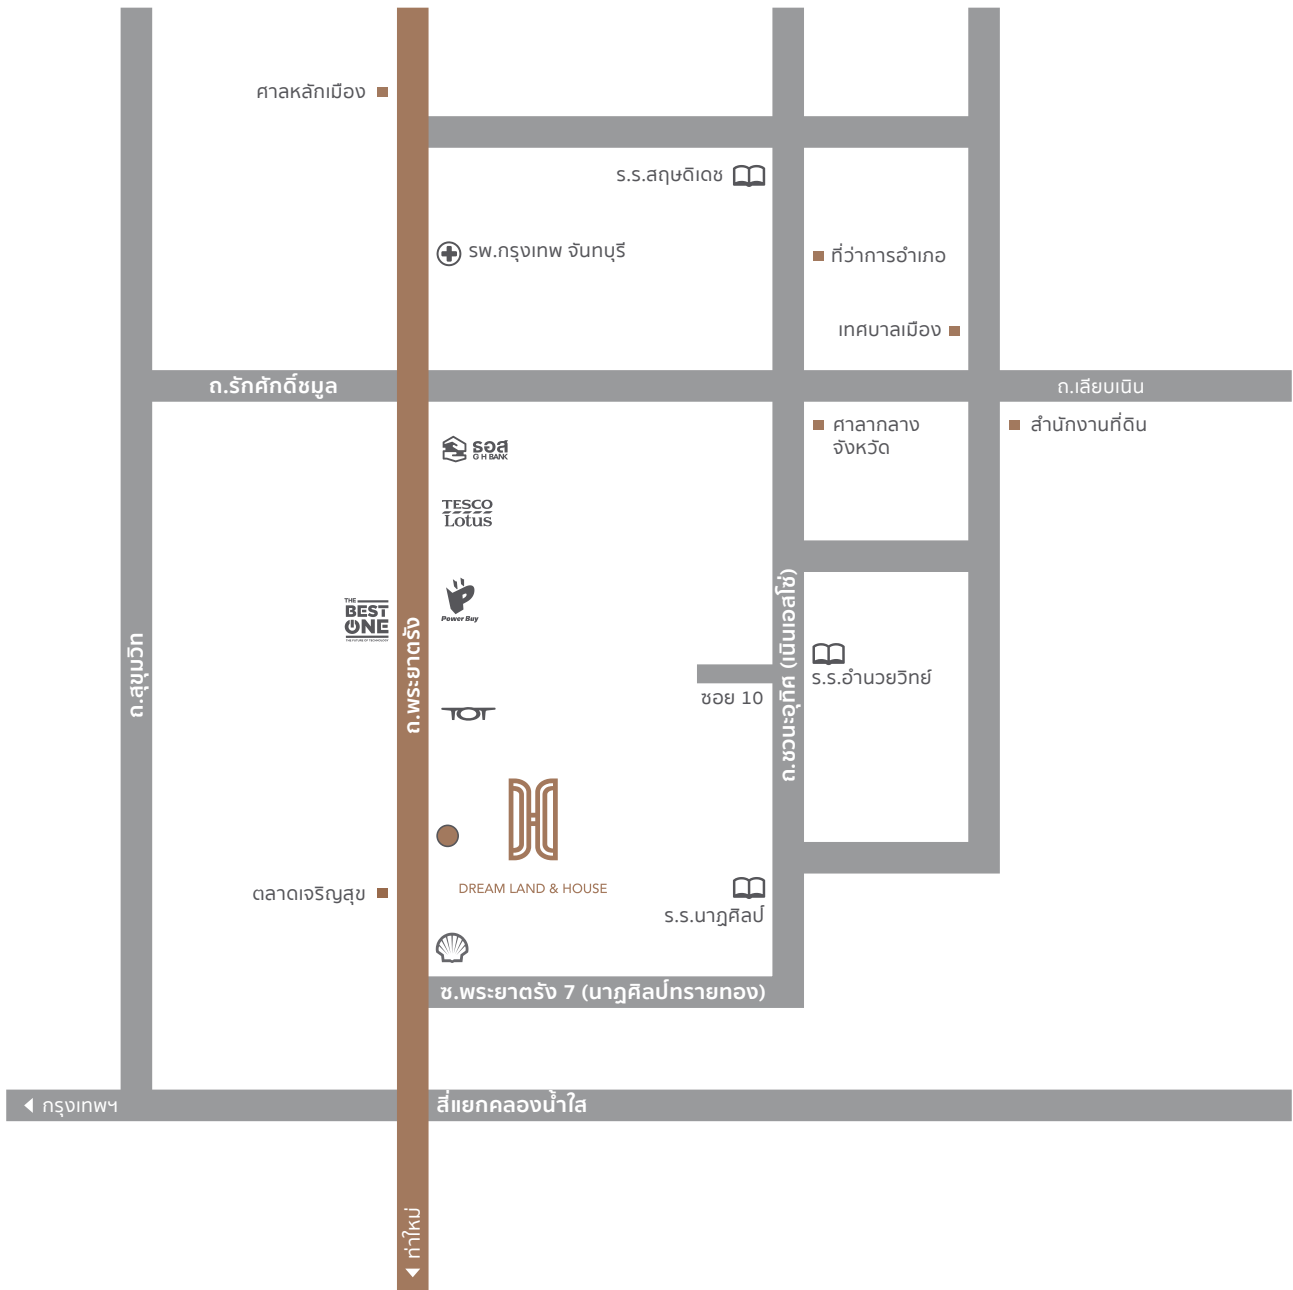 ศาลหลักเมือง
ร.ร.สฤษดิเดช
รพ.กรุงเทพ จันทบุรี
ที่ว่าการอำเภอ
เทศบาลเมือง
ถ.รักศักดิ์ชมูล
ถ.เลียบเนิน
ศาลากลาง
จังหวัด
สำนักงานที่ดิน
ธอส
G H BANK
TESCO
Lotus
THE
BEST
ONE
THE FUTURE OF TECHNOLOGY
Power Buy
ถ.สุขุมวิท
ถ.พระยาตรัง
ถ.ชวนะอุทิศ (เนินเอสโซ่)
ร.ร.อำนวยวิทย์
ซอย 10
TOT
DREAM LAND & HOUSE
ตลาดเจริญสุข
ร.ร.นาฏศิลป์
ซ.พระยาตรัง 7 (นาฏศิลป์ทรายทอง)
กรุงเทพฯ
สี่แยกคลองน้ำใส
ท่าใหม่